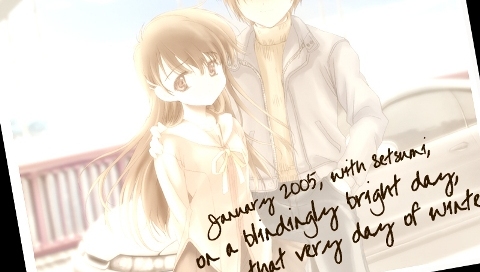 January 2005, with Setsumi,
on a blindingly bright day,
that very day of winte